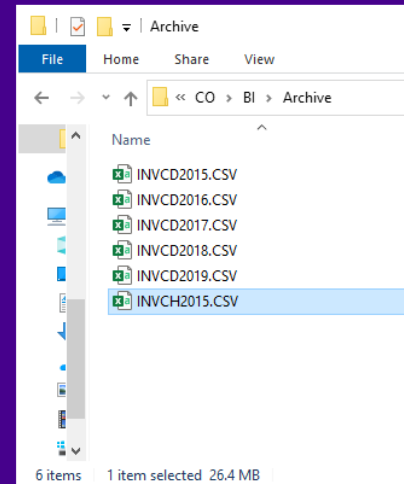 Archive
File Home Share View
« CO › BI › Archive
Name
INVCD2015.CSV
INVCD2016.CSV
INVCD2017.CSV
INVCD2018.CSV
INVCD2019.CSV
INVCH2015.CSV
6 items 1 item selected 26.4 MB